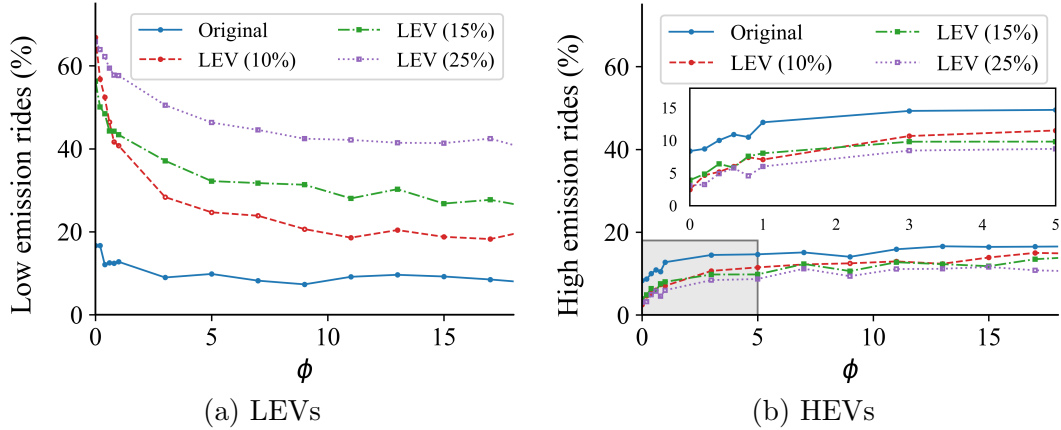 Low emission rides (%)
60
40
20
0
0 5 10 15
ϕ
Original
LEV (10%)
LEV (15%)
LEV (25%)
(a) LEVs
High emission rides (%)
60
40
20
0
0 5 10 15
ϕ
Original
LEV (10%)
LEV (15%)
LEV (25%)
15
10
5
0
0 1 2 3 4 5
(b) HEVs